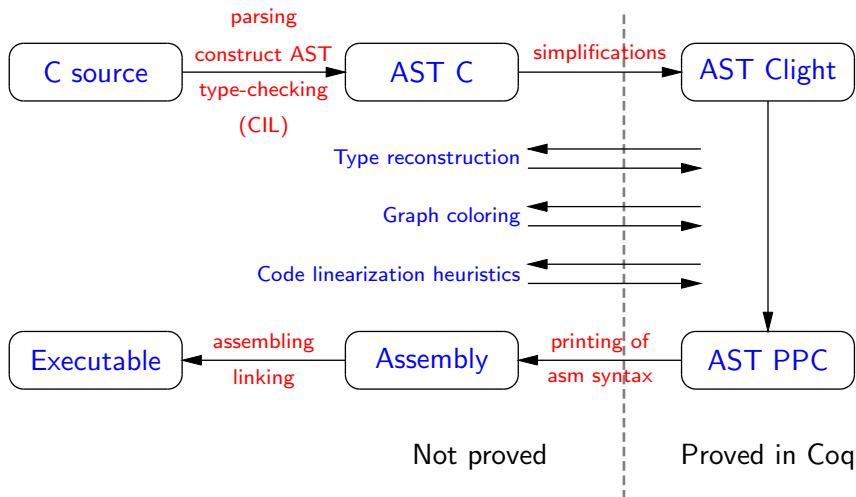 parsing
construct AST
type-checking
(CIL)
C source
AST C
simplifications
AST Clight
Type reconstruction
Graph coloring
Code linearization heuristics
Executable
assembling
linking
Assembly
printing of
asm syntax
AST PPC
Not proved
Proved in Coq